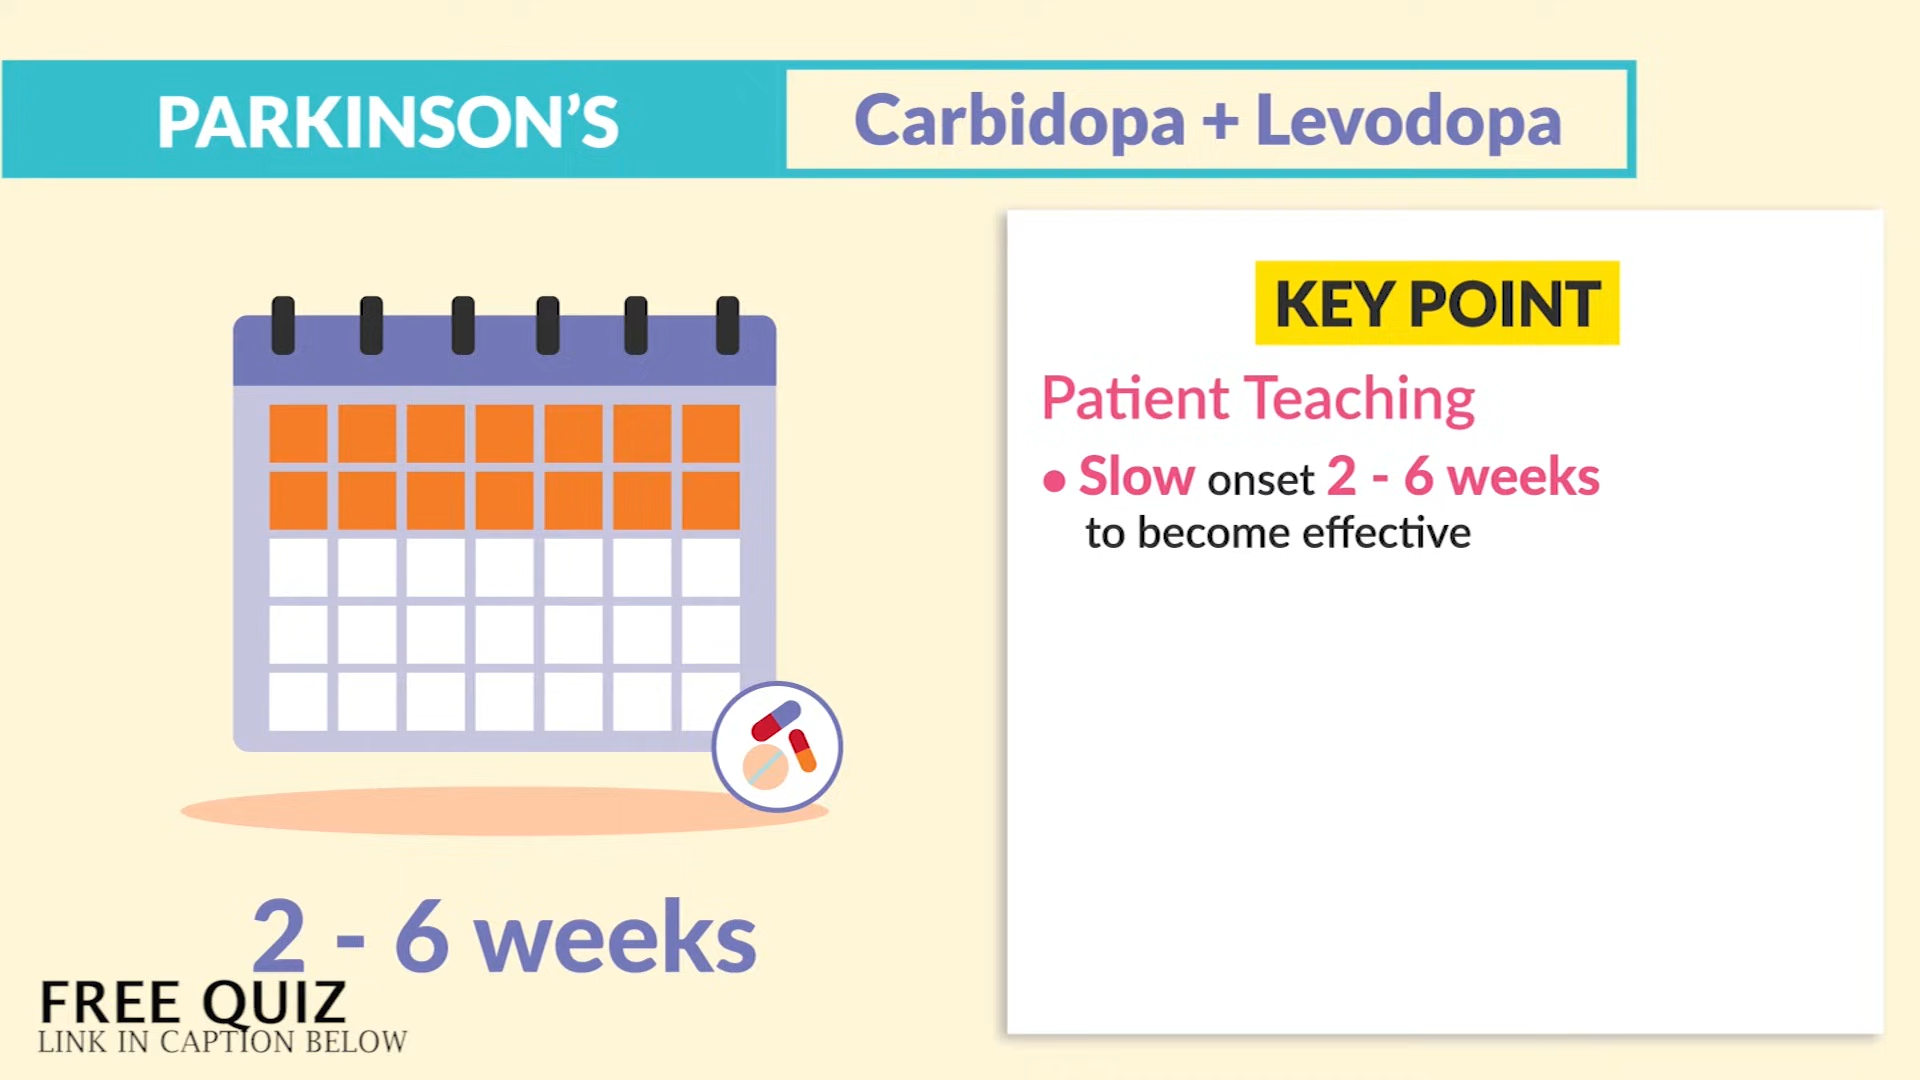 PARKINSON’S
Carbidopa + Levodopa
KEY POINT
Patient Teaching
• Slow onset 2 - 6 weeks
to become effective
2 - 6 weeks
FREE QUIZ
LINK IN CAPTION BELOW